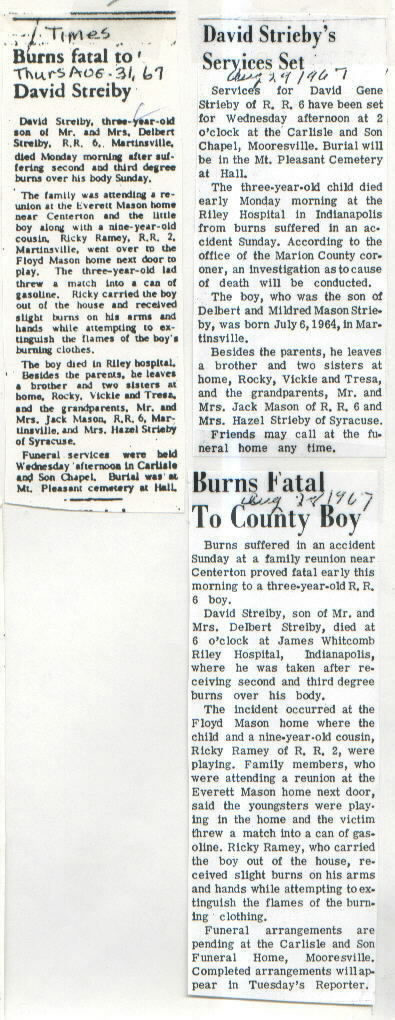 Times
Burns fatal to
Thurs AUG. 31, 67
David Streiby
David Streiby, three-year-old
son of Mr. and Mrs. Delbert
Streiby, R.R. 6, Martinsville,
died Monday morning after suf-
fering second and third degree
burns over his body Sunday.
The family was attending a re-
union at the Everett Mason home
near Centerton and the little
boy along with a nine-year-old
cousin, Ricky Ramey, R.R. 2,
Martinsville, went over to the
Floyd Mason home next door to
play. The three-year-old lad
threw a match into a can of
gasoline. Ricky carried the boy
out of the house and received
slight burns on his arms and
hands while attempting to ex-
tinguish the flames of the boy's
burning clothes.
The boy died in Riley hospital.
Besides the parents, he leaves
a brother and two sisters at
home, Rocky, Vickie and Tresa,
and the grandparents, Mr. and
Mrs. Jack Mason, R.R. 6, Mar-
tinsville, and Mrs. Hazel Strieby
of Syracuse.
Funeral services were held
Wednesday afternoon in Carlisle
and Son Chapel. Burial was at
Mt. Pleasant cemetery at Hall.
David Strieby's
Services Set
Aug 29 1967
Services for David Gene
Strieby of R. R. 6 have been set
for Wednesday afternoon at 2
o'clock at the Carlisle and Son
Chapel, Mooresville. Burial will
be in the Mt. Pleasant Cemetery
at Hall.
The three-year-old child died
early Monday morning at the
Riley Hospital in Indianapolis
from burns suffered in an ac-
cident Sunday. According to the
office of the Marion County cor-
oner, an investigation as to cause
of death will be conducted.
The boy, who was the son of
Delbert and Mildred Mason Strie-
by, was born July 6, 1964, in Mar-
tinsville.
Besides the parents, he leaves
a brother and two sisters at
home, Rocky, Vickie and Tresa,
and the grandparents, Mr. and
Mrs. Jack Mason of R. R. 6 and
Mrs. Hazel Strieby of Syracuse.
Friends may call at the fu-
neral home any time.
Burns Fatal
Aug 28 1967
To County Boy
Burns suffered in an accident
Sunday at a family reunion near
Centerton proved fatal early this
morning to a three-year-old R. R.
6 boy.
David Streiby, son of Mr. and
Mrs. Delbert Streiby, died at
6 o'clock at James Whitcomb
Riley Hospital, Indianapolis,
where he was taken after re-
ceiving second and third degree
burns over his body.
The incident occurred at the
Floyd Mason home where the
child and a nine-year-old cousin,
Ricky Ramey of R. R. 2, were
playing. Family members, who
were attending a reunion at the
Everett Mason home next door,
said the youngsters were play-
ing in the home and the victim
threw a match into a can of gas-
oline. Ricky Ramey, who carried
the boy out of the house, re-
ceived slight burns on his arms
and hands while attempting to ex-
tinguish the flames of the burn-
ing clothing.
Funeral arrangements are
pending at the Carlisle and Son
Funeral Home, Mooresville.
Completed arrangements will ap-
pear in Tuesday's Reporter.